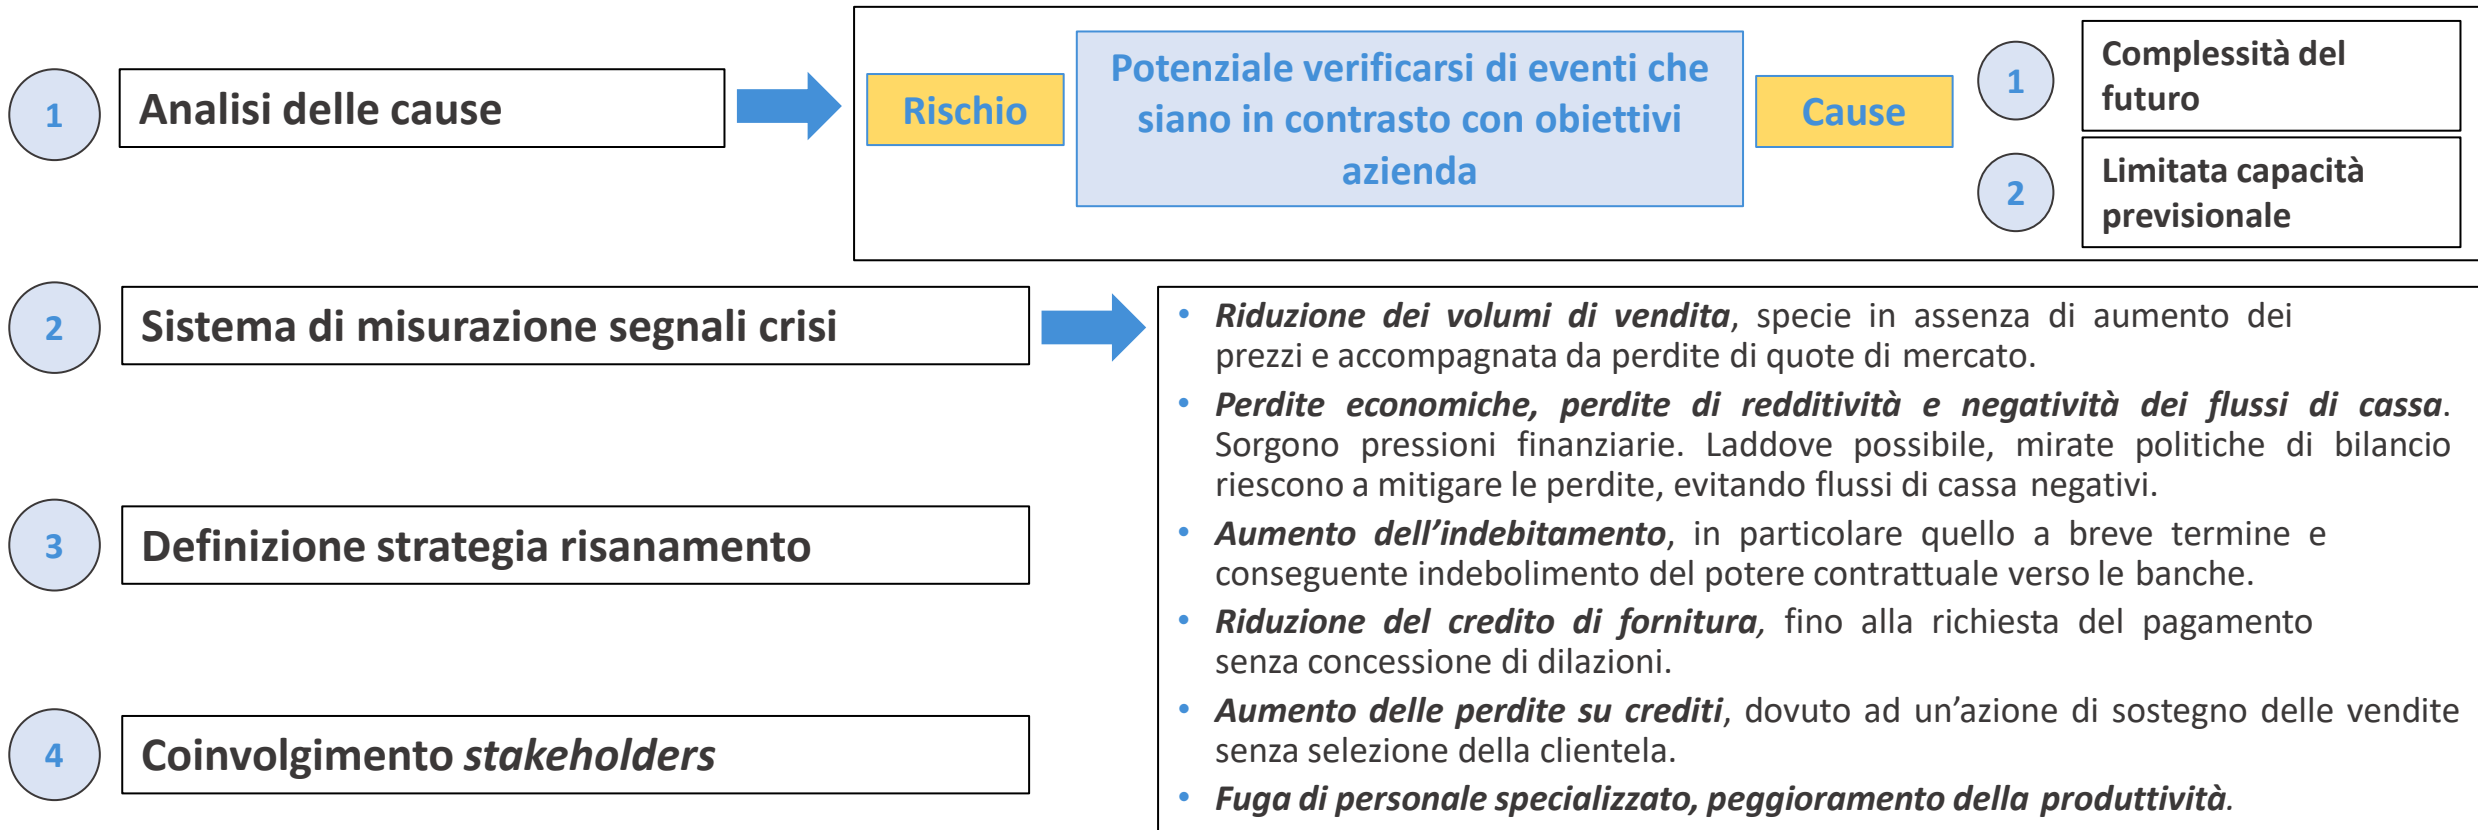 1
Analisi delle cause
Rischio
Potenziale verificarsi di eventi che
siano in contrasto con obiettivi
azienda
Cause
1
Complessità del
futuro
2
Limitata capacità
previsionale
2
Sistema di misurazione segnali crisi
• Riduzione dei volumi di vendita, specie in assenza di aumento dei
prezzi e accompagnata da perdite di quote di mercato.
• Perdite economiche, perdite di redditività e negatività dei flussi di cassa.
Sorgono pressioni finanziarie. Laddove possibile, mirate politiche di bilancio
riescono a mitigare le perdite, evitando flussi di cassa negativi.
• Aumento dell’indebitamento, in particolare quello a breve termine e
conseguente indebolimento del potere contrattuale verso le banche.
• Riduzione del credito di fornitura, fino alla richiesta del pagamento
senza concessione di dilazioni.
• Aumento delle perdite su crediti, dovuto ad un’azione di sostegno delle vendite
senza selezione della clientela.
• Fuga di personale specializzato, peggioramento della produttività.
3
Definizione strategia risanamento
4
Coinvolgimento stakeholders